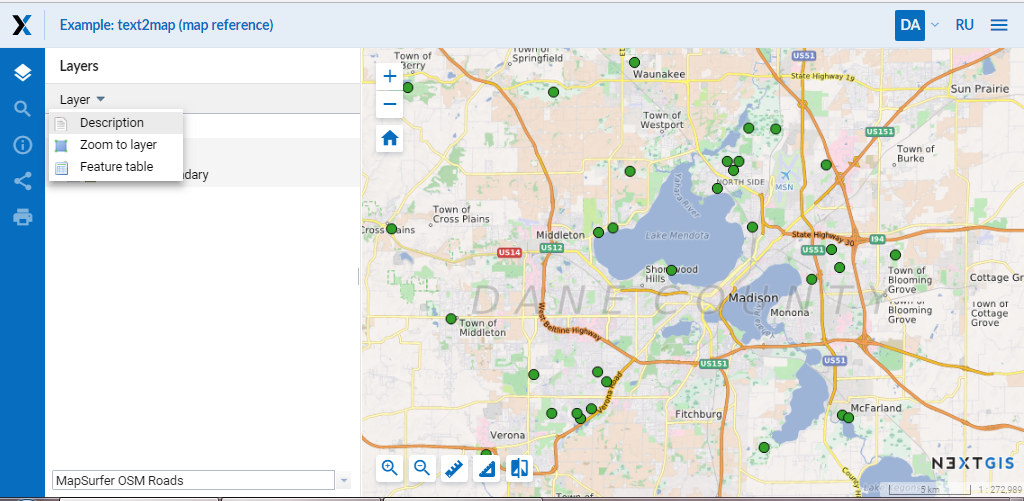 Example: text2map (map reference)
DA
RU
Layers
Layer
Description
Zoom to layer
Feature table
ndary
MapSurfer OSM Roads
Town of
Berry
Town of
Springfield
Waunakee
US51
State Highway 19
Sun Prairie
Town of
Westport
US151
Town of
Burke
NORTH SIDE
MSN
Yahara River
Town of
Cross Plains
Cross Plains
Middleton
US12
US14
Lake Mendota
State Highway 30
I94
US51
Shorewood
Hills
Town of
Blooming
Grove
Cottage Gr
DANE COUNTY
Madison
Monona
Blooming
Grove
Town of
Cottage
Grove
Town of
Middleton
West Beltline Highway
US151
US51
Verona Road
Fitchburg
McFarland
Verona
Town of
County Hi
NEXTGIS
5 km
1 : 272,989